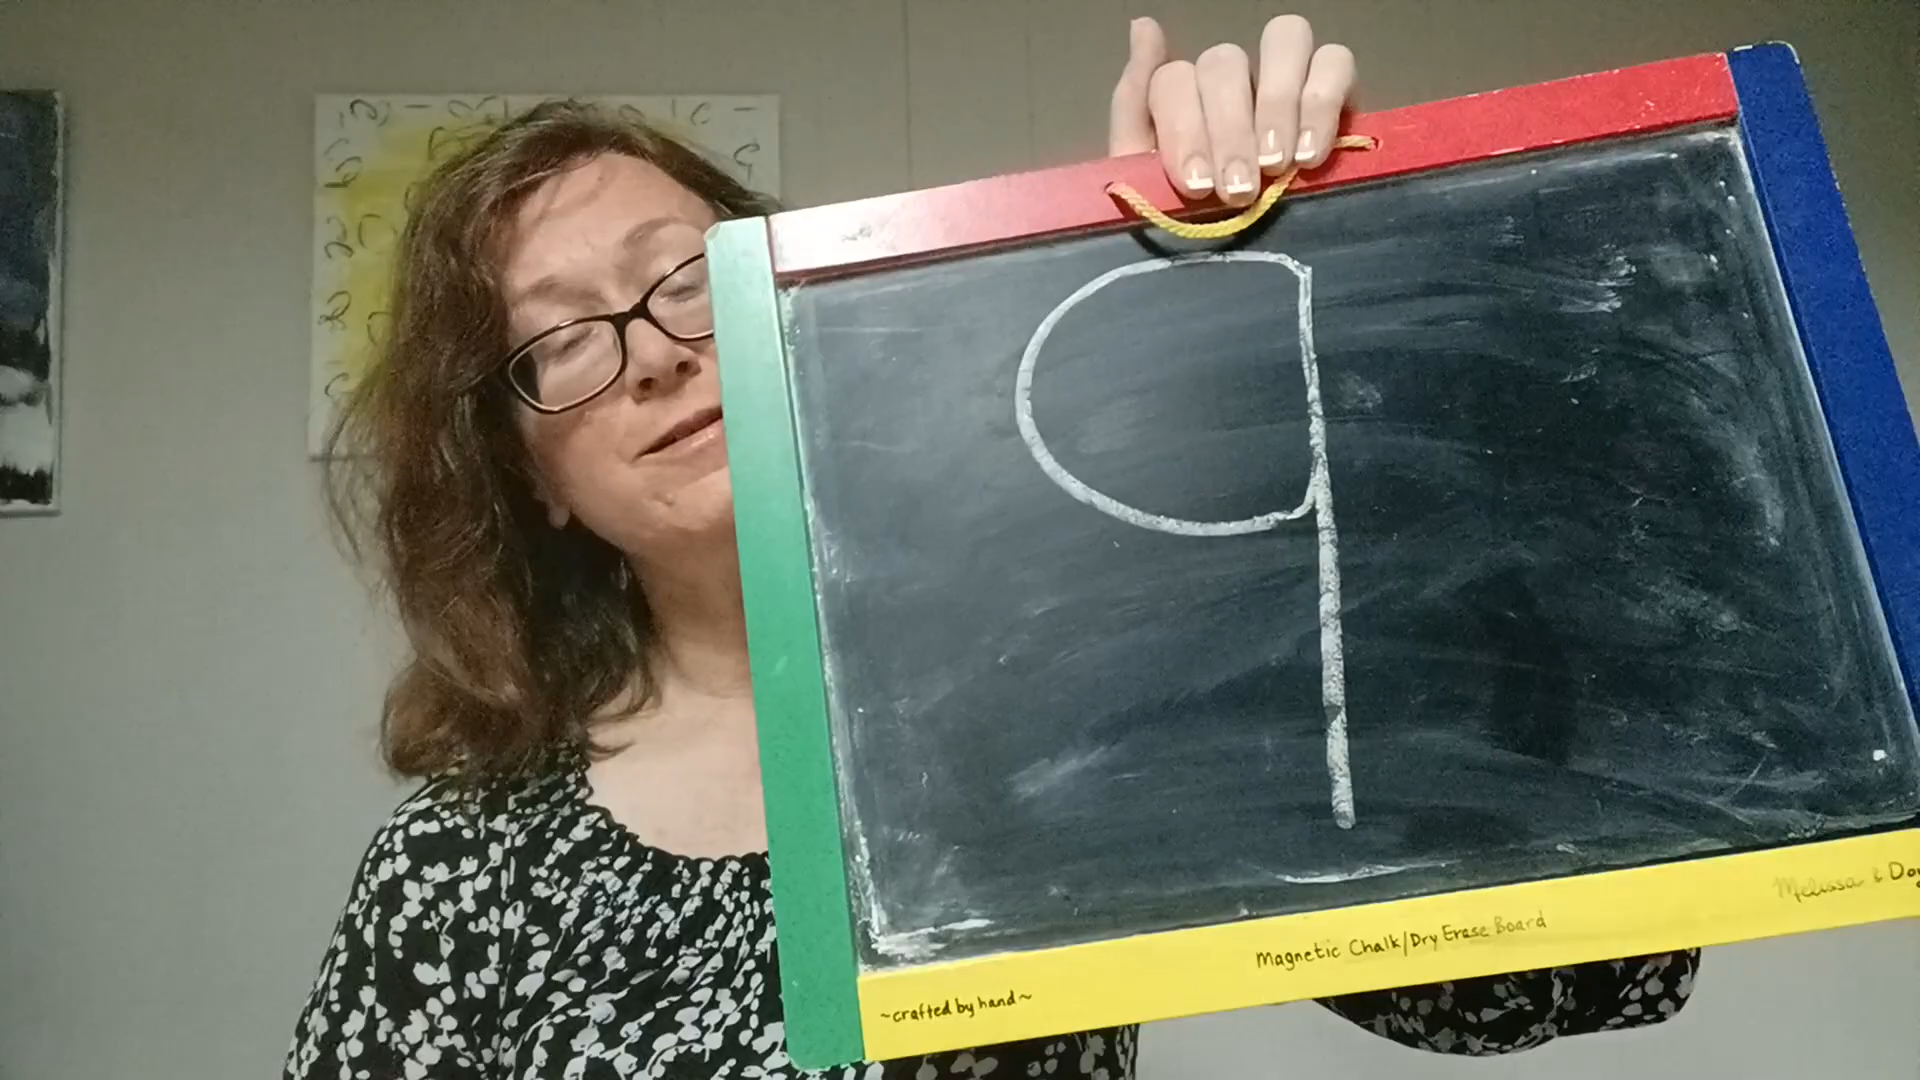 q
Melissa & Do
Magnetic Chalk/Dry Erase Board
~crafted by hand~